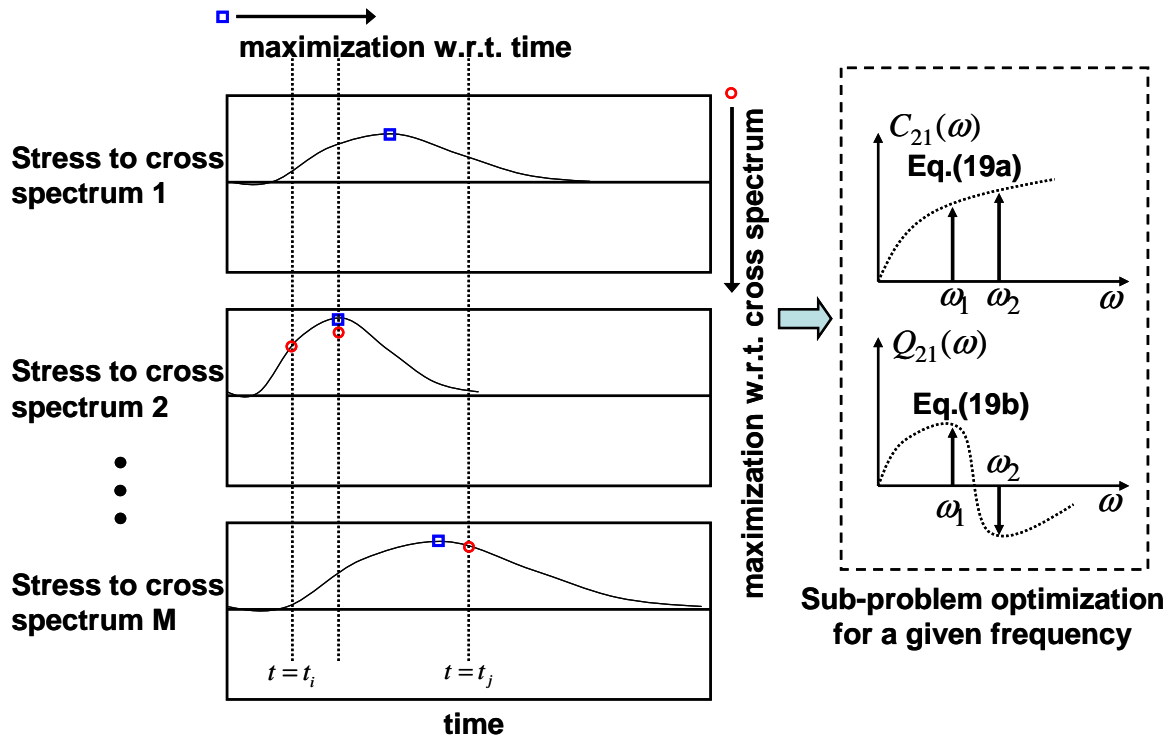 maximization w.r.t. time
Stress to cross
spectrum 1
Stress to cross
spectrum 2
Stress to cross
spectrum M
t = t_i
t = t_j
time
maximization w.r.t. cross spectrum
C_21(ω)
Eq.(19a)
ω_1
ω_2
ω
Q_21(ω)
Eq.(19b)
ω_2
ω_1
ω
Sub-problem optimization
for a given frequency